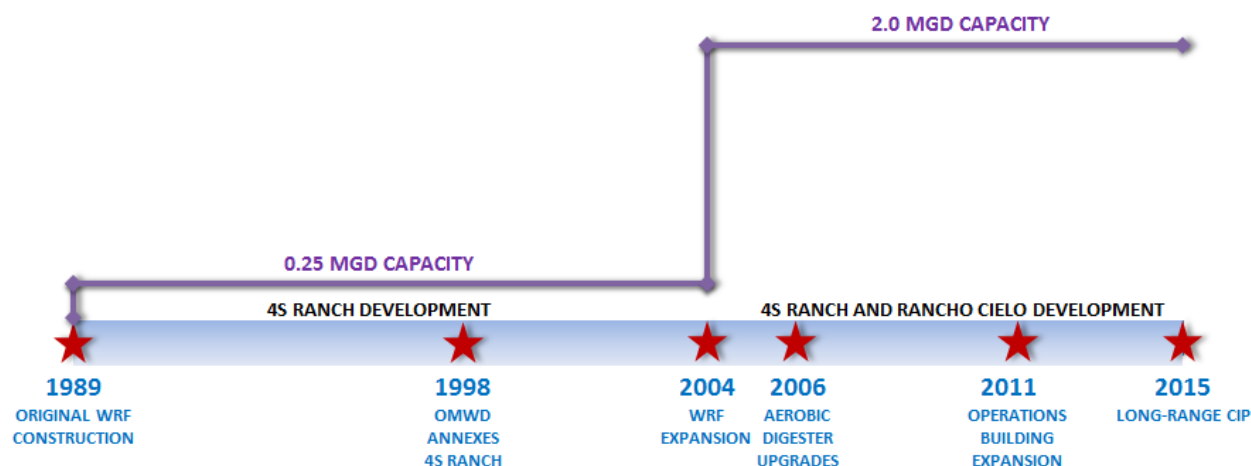 2.0 MGD CAPACITY
0.25 MGD CAPACITY
4S RANCH DEVELOPMENT
4S RANCH AND RANCHO CIELO DEVELOPMENT
1989
ORIGINAL WRF
CONSTRUCTION
1998
OMWD
ANNEXES
4S RANCH
2004
WRF
EXPANSION
2006
AEROBIC
DIGESTER
UPGRADES
2011
OPERATIONS
BUILDING
EXPANSION
2015
LONG-RANGE CIP